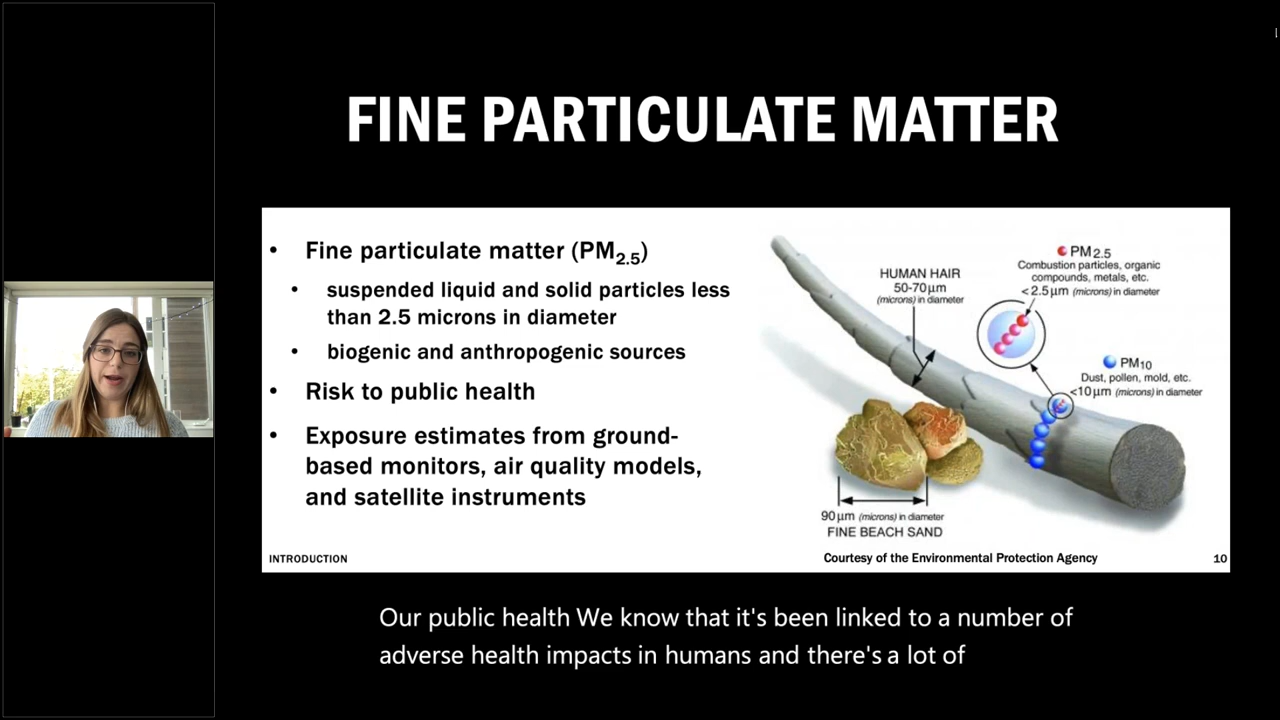 FINE PARTICULATE MATTER
• Fine particulate matter (PM2.5)
• suspended liquid and solid particles less
than 2.5 microns in diameter
• biogenic and anthropogenic sources
• Risk to public health
• Exposure estimates from ground-
based monitors, air quality models,
and satellite instruments
HUMAN HAIR
50-70μm
(microns) in diameter
PM2.5
Combustion particles, organic
compounds, metals, etc.
<2.5μm (microns) in diameter
PM10
Dust, pollen, mold, etc.
<10μm (microns) in diameter
90μm (microns) in diameter
FINE BEACH SAND
INTRODUCTION
Courtesy of the Environmental Protection Agency
10
Our public health We know that it's been linked to a number of
adverse health impacts in humans and there's a lot of